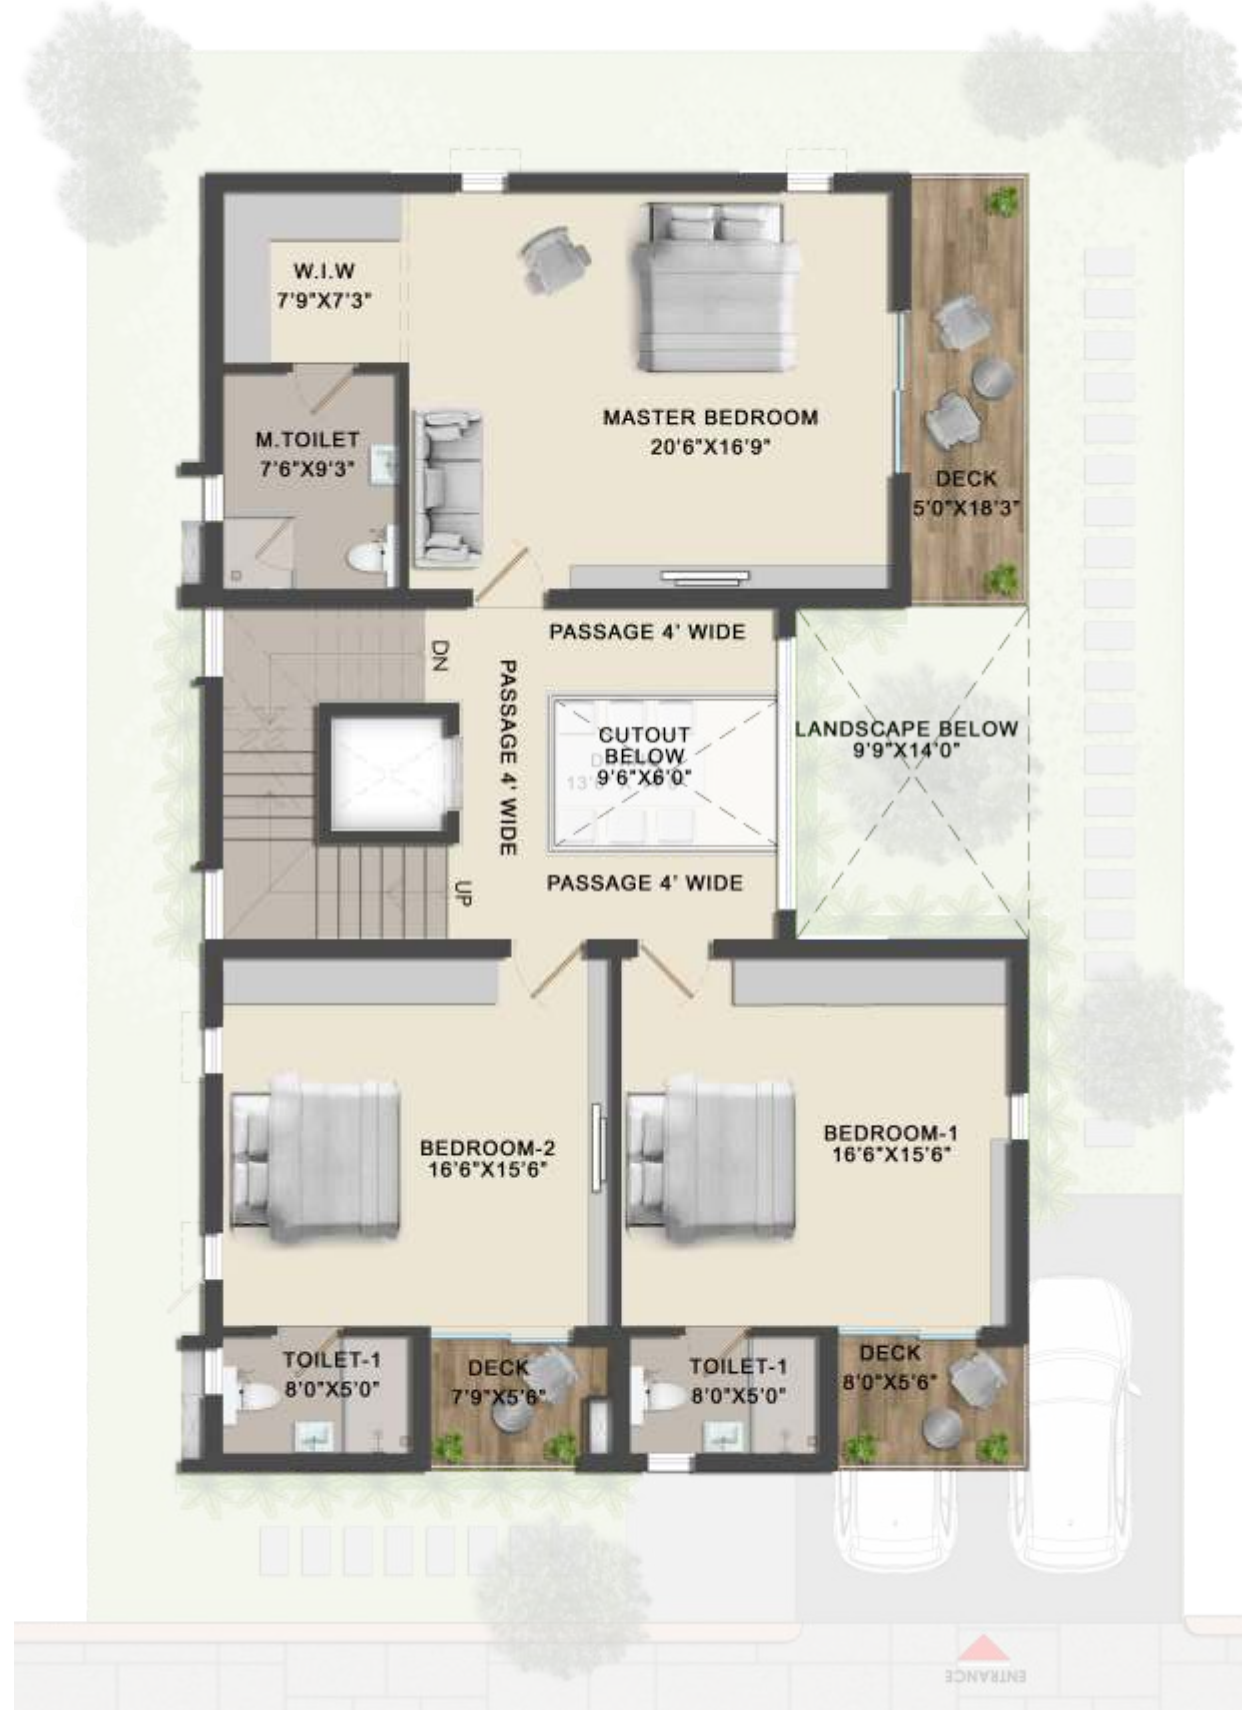 W.I.W
7'9"X7'3"
M.TOILET
7'6"X9'3"
MASTER BEDROOM
20'6"X16'9"
DECK
5'0"X18'3"
PASSAGE 4' WIDE
DN
PASSAGE 4' WIDE
CUTOUT
BELOW
9'6"X6'0"
LANDSCAPE BELOW
9'9"X14'0"
UP
PASSAGE 4' WIDE
BEDROOM-2
16'6"X15'6"
BEDROOM-1
16'6"X15'6"
TOILET-1
8'0"X5'0"
DECK
7'9"X5'6"
TOILET-1
8'0"X5'0"
DECK
8'0"X5'6"
ENTRANCE